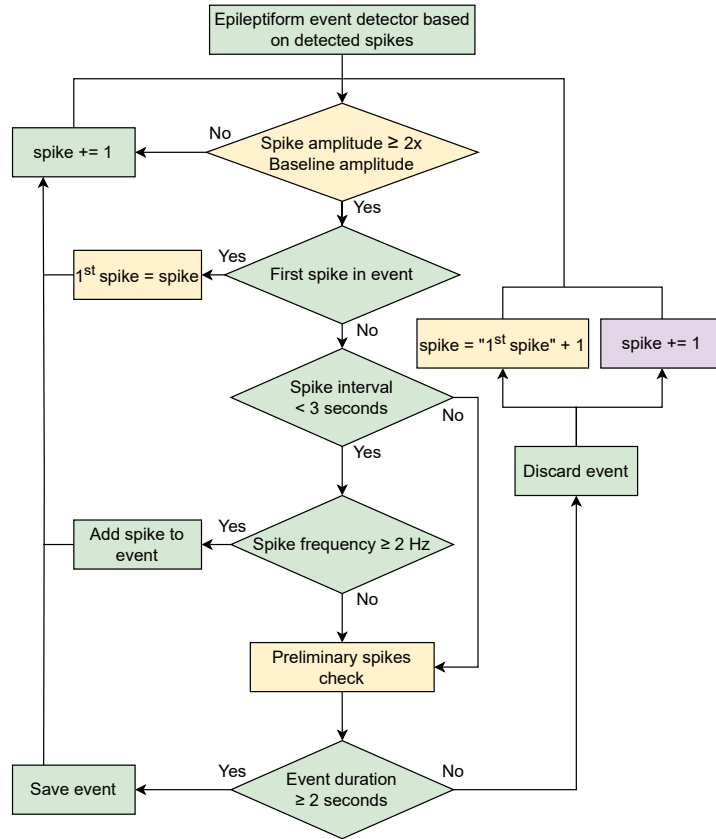 Epileptiform event detector based
on detected spikes
No
Spike amplitude ≥ 2x
Baseline amplitude
spike += 1
Yes
Yes
1st spike = spike
First spike in event
No
spike = "1st spike" + 1
spike += 1
Spike interval
< 3 seconds
No
Yes
Discard event
Add spike to
event
Yes
Spike frequency ≥ 2 Hz
No
Preliminary spikes
check
Save event
Yes
Event duration
≥ 2 seconds
No